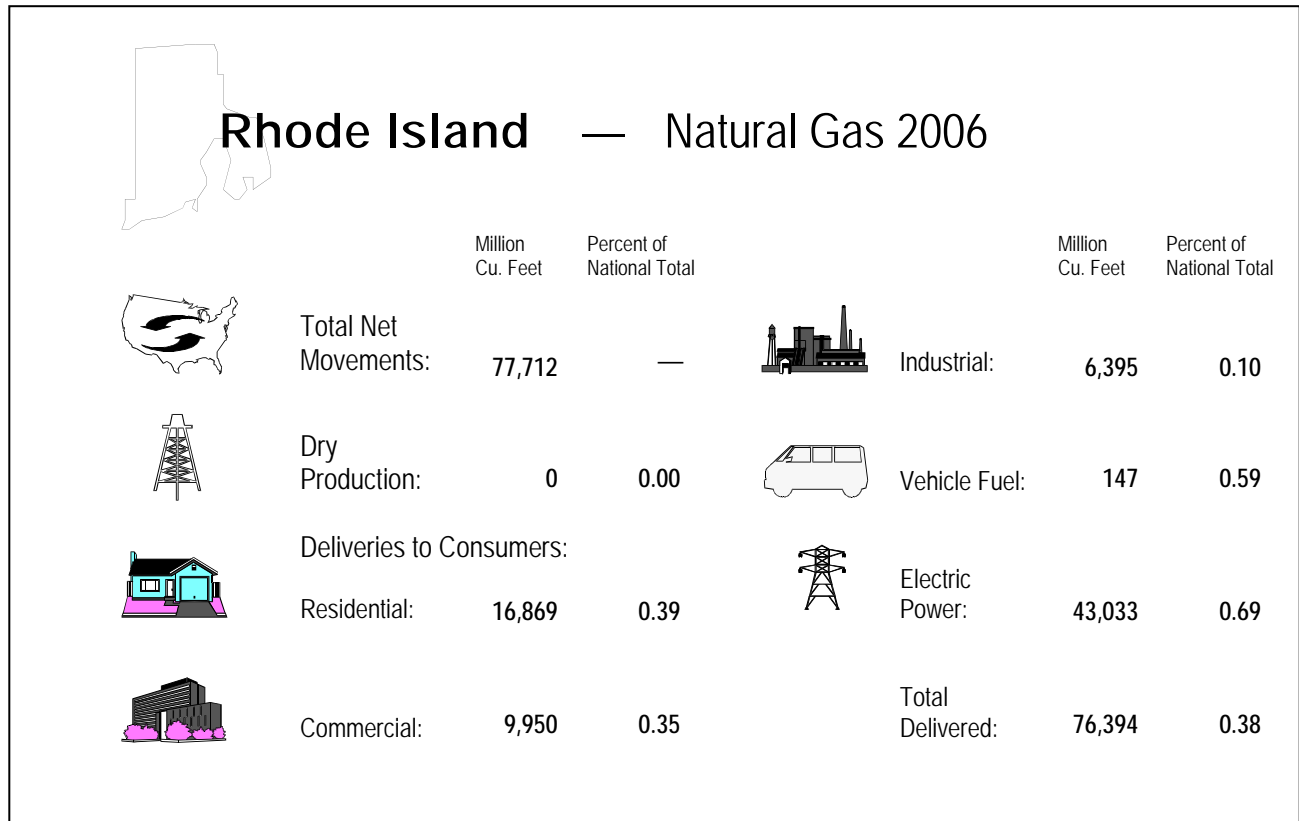 Rhode Island — Natural Gas 2006
Million Percent of
Cu. Feet National Total
Total Net
Movements: 77,712 —
Dry
Production: 0 0.00
Deliveries to Consumers:
Residential: 16,869 0.39
Commercial: 9,950 0.35
Million Percent of
Cu. Feet National Total
Industrial: 6,395 0.10
Vehicle Fuel: 147 0.59
Electric
Power: 43,033 0.69
Total
Delivered: 76,394 0.38